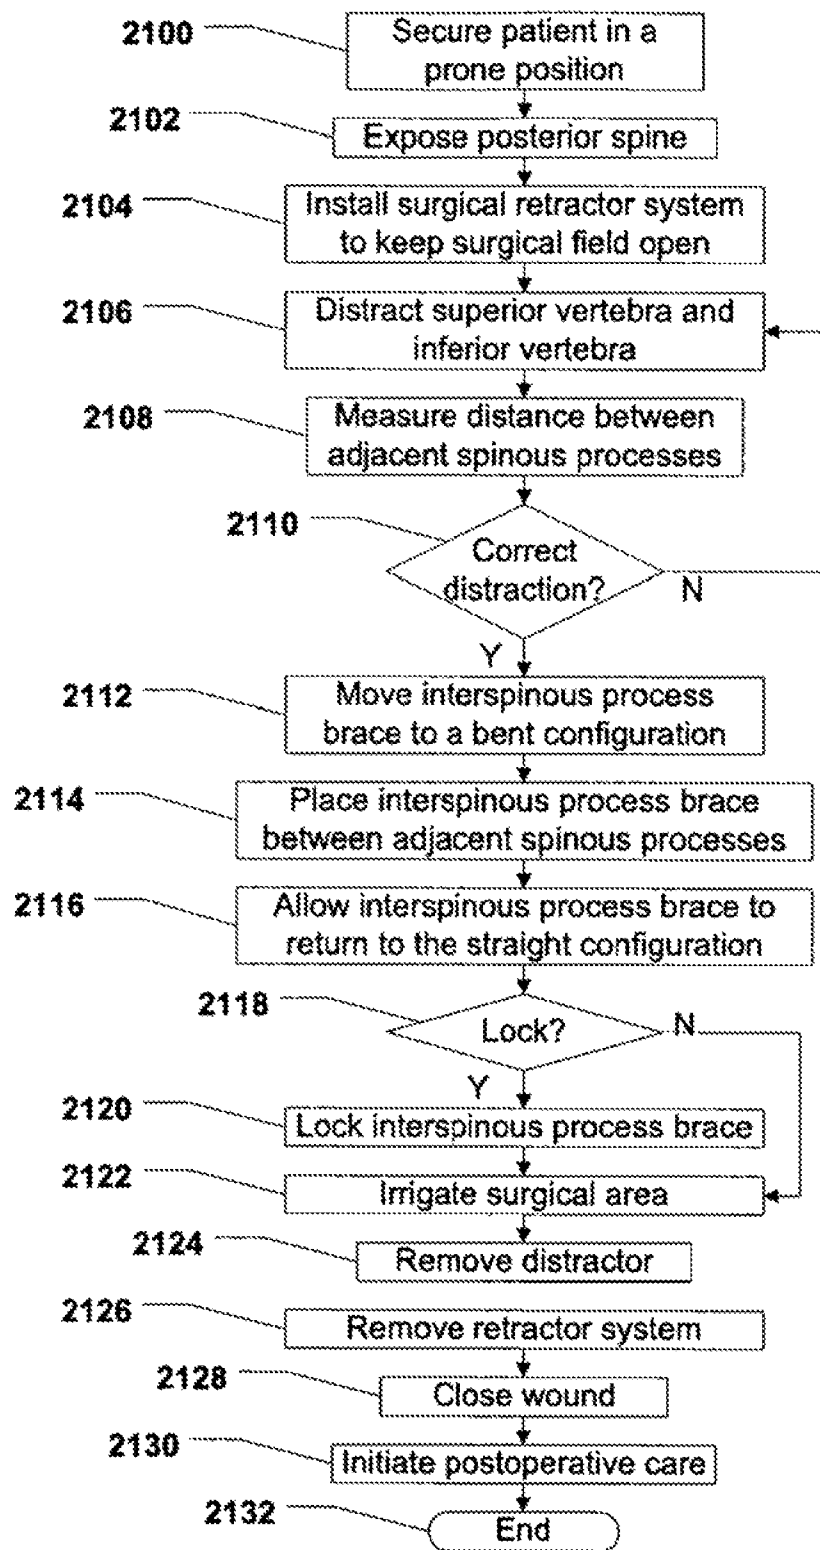 2100
Secure patient in a
prone position
2102
Expose posterior spine
2104
Install surgical retractor system
to keep surgical field open
2106
Distract superior vertebra and
inferior vertebra
2108
Measure distance between
adjacent spinous processes
2110
Correct
distraction?
N
Y
2112
Move interspinous process
brace to a bent configuration
2114
Place interspinous process brace
between adjacent spinous processes
2116
Allow interspinous process brace to
return to the straight configuration
2118
Lock?
N
Y
2120
Lock interspinous process brace
2122
Irrigate surgical area
2124
Remove distractor
2126
Remove retractor system
2128
Close wound
2130
Initiate postoperative care
2132
End